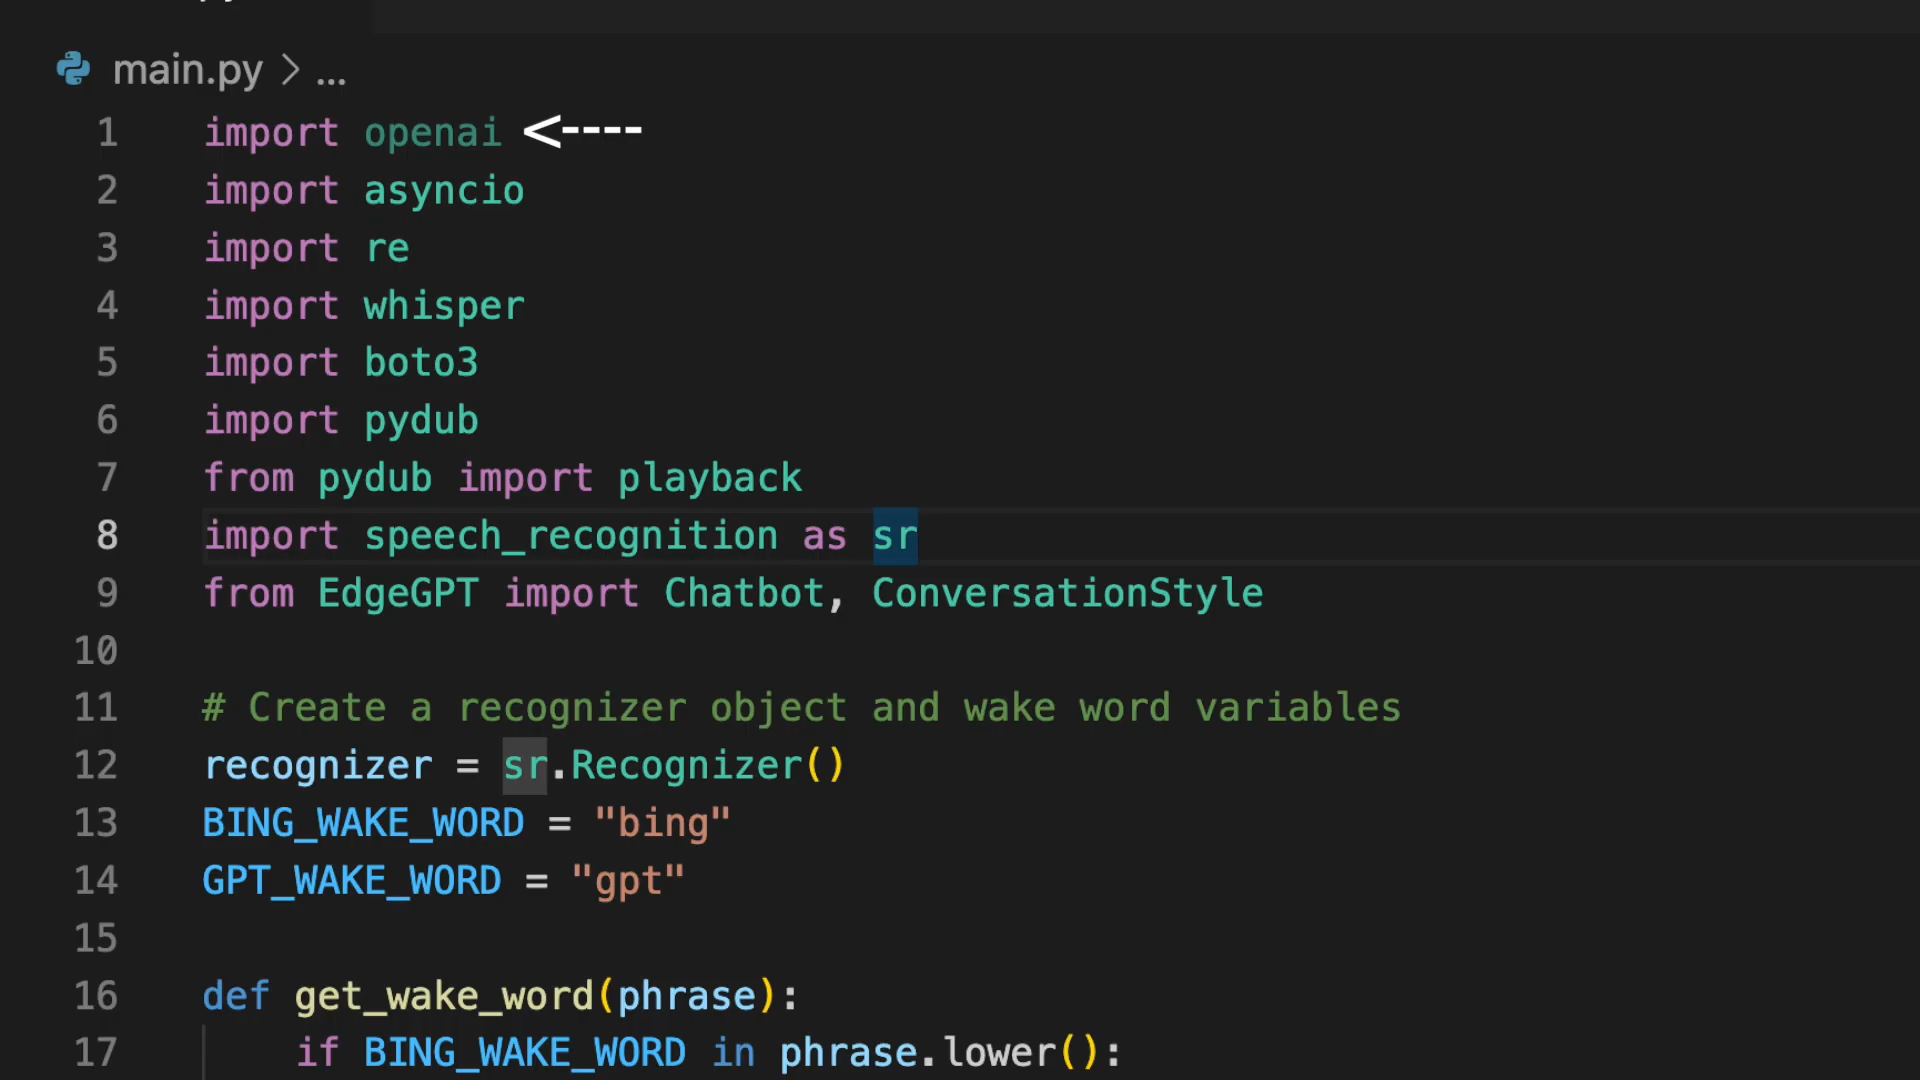 main.py > ...
1 import openai <----
2 import asyncio
3 import re
4 import whisper
5 import boto3
6 import pydub
7 from pydub import playback
8 import speech_recognition as sr
9 from EdgeGPT import Chatbot, ConversationStyle
10
11 # Create a recognizer object and wake word variables
12 recognizer = sr.Recognizer()
13 BING_WAKE_WORD = "bing"
14 GPT_WAKE_WORD = "gpt"
15
16 def get_wake_word(phrase):
17 if BING_WAKE_WORD in phrase.lower():